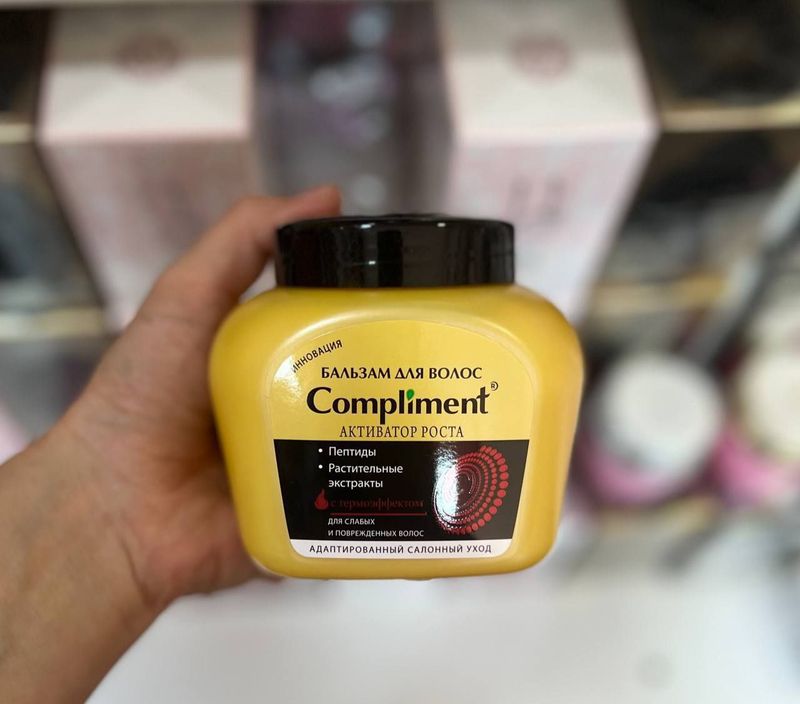 ИННОВАЦИЯ
БАЛЬЗАМ ДЛЯ ВОЛОС
Compliment®
АКТИВАТОР РОСТА
• Пептиды
• Растительные
экстракты
с термоэффектом
ДЛЯ СЛАБЫХ
И ПОВРЕЖДЕННЫХ ВОЛОС
АДАПТИРОВАННЫЙ САЛОННЫЙ УХОД